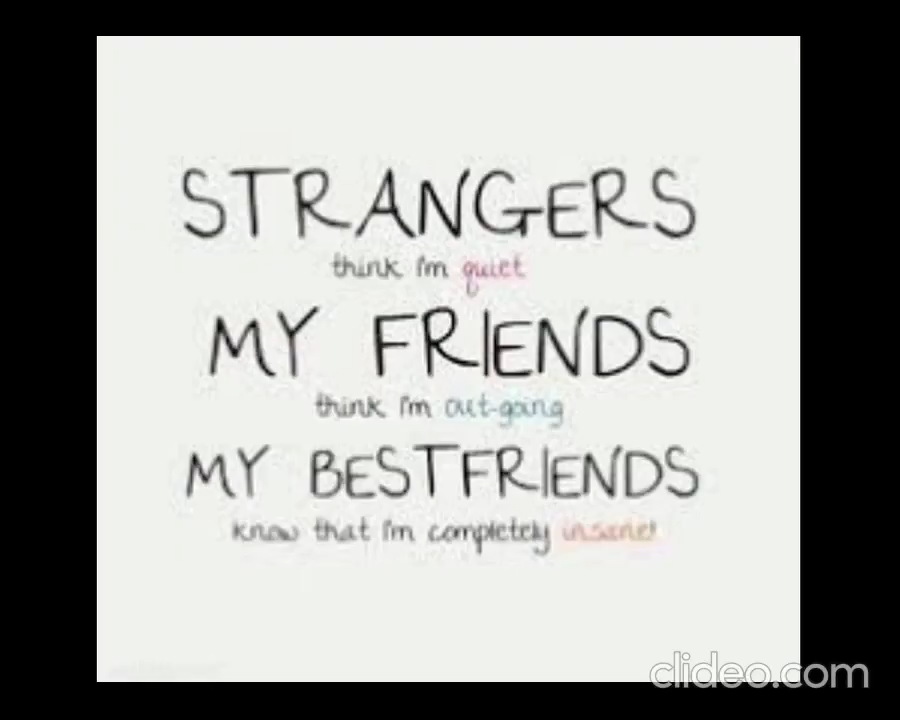 STRANGERS
think i'm quiet
MY FRIENDS
think i'm out-going
MY BESTFRIENDS
know that i'm completely insane!
clideo.com